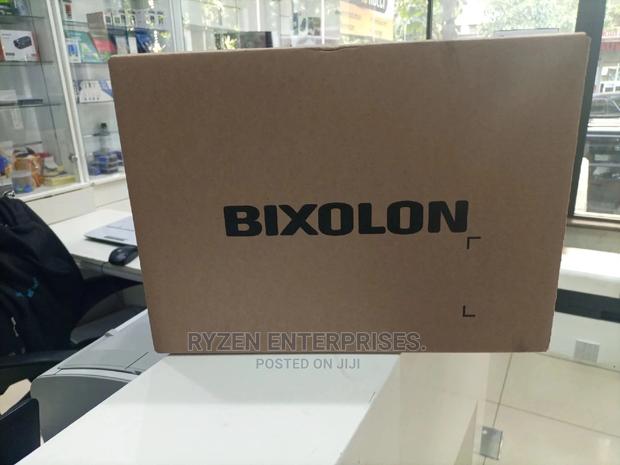 BIXOLON
RYZEN ENTERPRISES.
POSTED ON JIJI